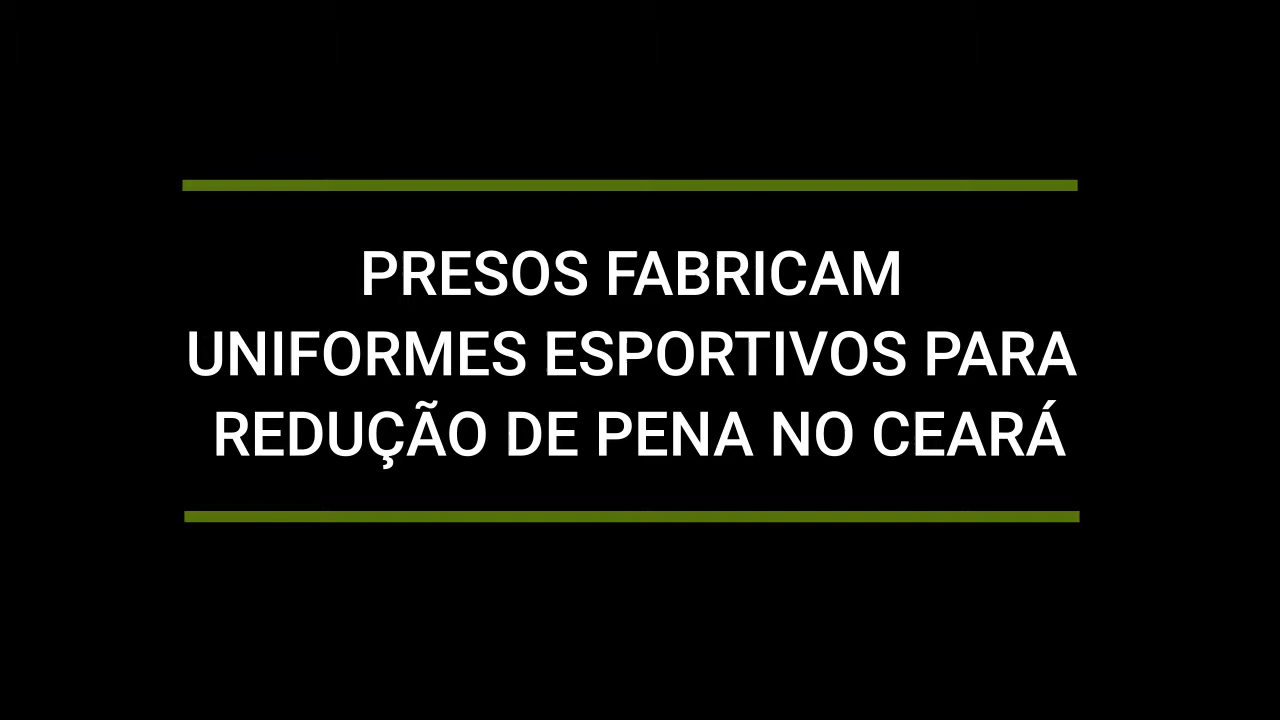 PRESOS FABRICAM
UNIFORMES ESPORTIVOS PARA
REDUÇÃO DE PENA NO CEARÁ